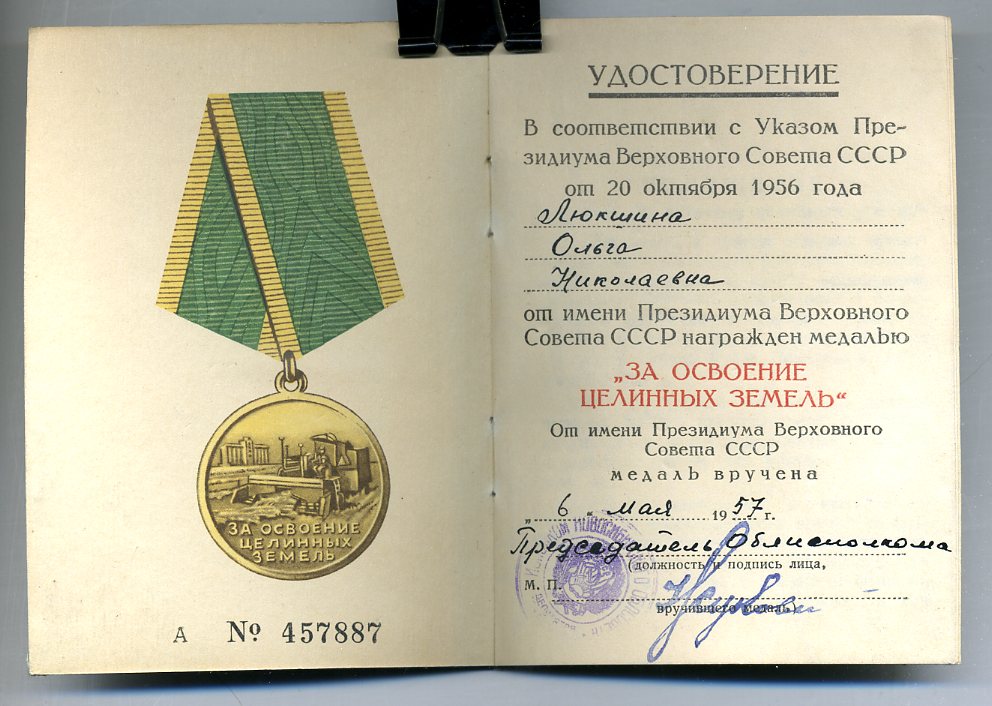 ЗА ОСВОЕНИЕ
ЦЕЛИННЫХ
ЗЕМЕЛЬ
А № 457887
УДОСТОВЕРЕНИЕ
В соответствии с Указом Пре-
зидиума Верховного Совета СССР
от 20 октября 1956 года
Люкшина
Ольга
Николаевна
от имени Президиума Верховного
Совета СССР награжден медалью
„ЗА ОСВОЕНИЕ
ЦЕЛИННЫХ ЗЕМЕЛЬ“
От имени Президиума Верховного
Совета СССР
медаль вручена
„6“ мая 1957 г.
Председатель Облисполкома
(должность и подпись лица,
М. П.
вручившего медаль)